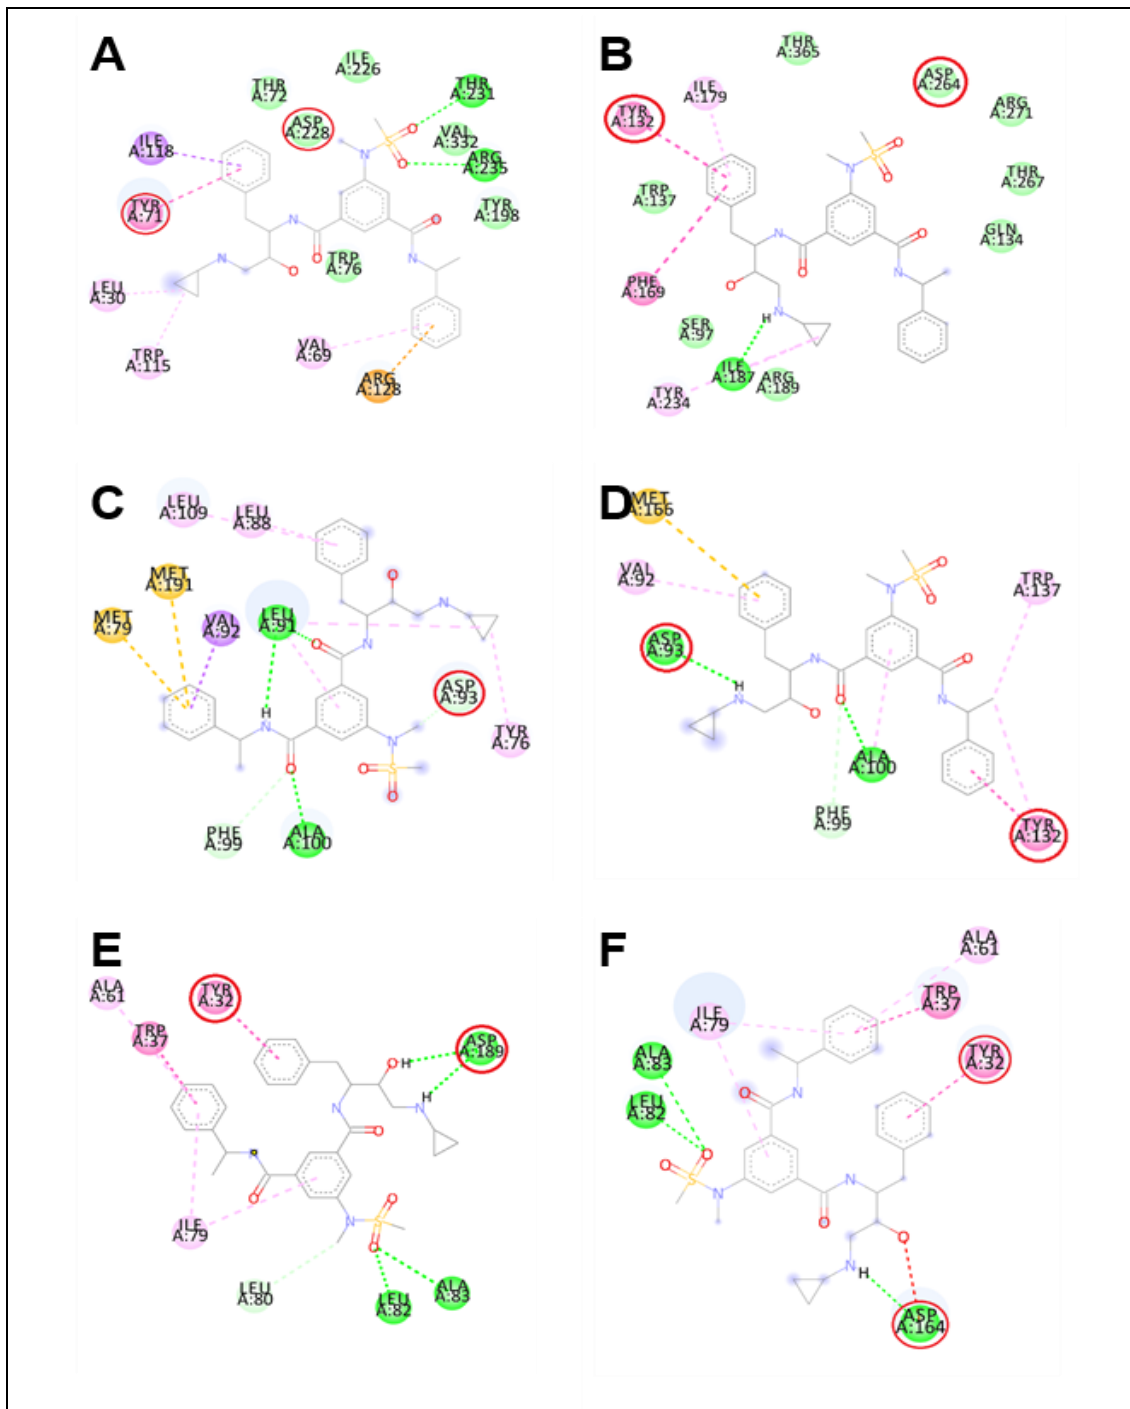 A
ILE
A:226
THR
A:72
THR
A:231
ASP
A:228
VAL
A:332
ARG
A:235
ILE
A:118
TYR
A:71
TYR
A:198
TRP
A:76
LEU
A:30
TRP
A:115
VAL
A:69
ARG
A:128
N
S
O
O
N
O
O
N
O
N
B
THR
A:365
ASP
A:264
ILE
A:179
TYR
A:132
ARG
A:271
TRP
A:137
THR
A:267
GLN
A:134
PHE
A:169
SER
A:97
ILE
A:187
ARG
A:189
TYR
A:234
N
S
O
O
N
O
O
N
O
N
H
C
LEU
A:109
LEU
A:88
MET
A:191
MET
A:79
VAL
A:92
LEU
A:91
ASP
A:93
TYR
A:76
PHE
A:99
ALA
A:100
O
N
O
N
H
N
O
N
O
S
O
D
MET
A:166
VAL
A:92
TRP
A:137
ASP
A:93
ALA
A:100
PHE
A:99
TYR
A:132
N
S
O
O
H
N
N
O
O
O
N
E
ALA
A:61
TYR
A:32
TRP
A:37
ASP
A:189
ILE
A:79
LEU
A:80
LEU
A:82
ALA
A:83
O
H
H
N
N
O
N
O
O
N
S
O
F
ALA
A:61
TRP
A:37
ILE
A:79
ALA
A:83
TYR
A:32
LEU
A:82
ASP
A:164
O
N
O
O
S
N
N
O
O
N
H